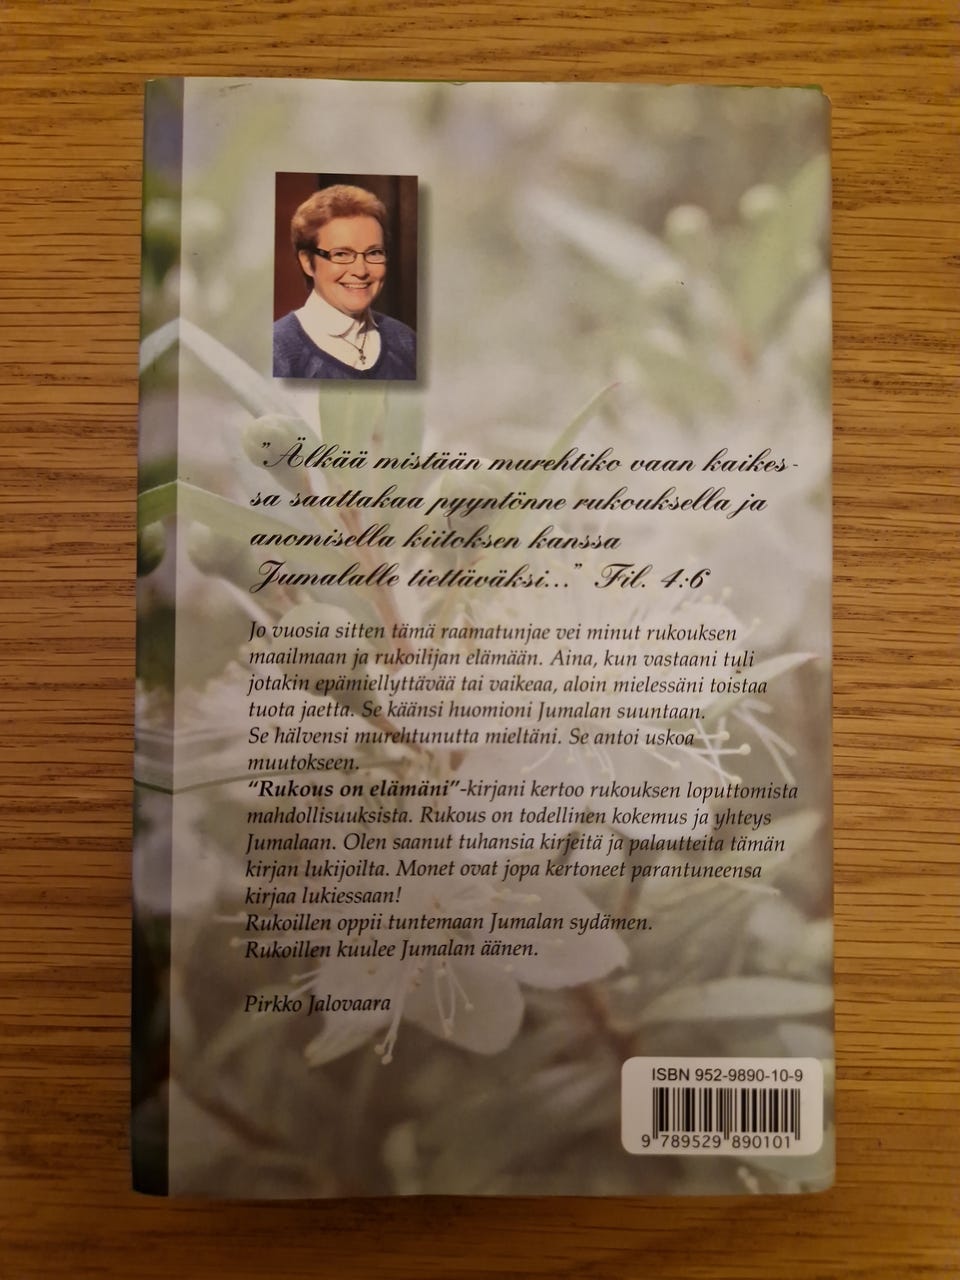 "Älkää mistään murehtiko vaan kaikes-
sa saattakaa pyyntönne rukouksella ja
anomisella kiitoksen kanssa
Jumalalle tiettäväksi..." Fil. 4:6
Jo vuosia sitten tämä raamatunjae vei minut rukouksen
maailmaan ja rukoilijan elämään. Aina, kun vastaani tuli
jotakin epämiellyttävää tai vaikeaa, aloin mielessäni toistaa
tuota jaetta. Se käänsi huomioni Jumalan suuntaan.
Se hälvensi murehtunutta mieltäni. Se antoi uskoa
muutokseen.
"Rukous on elämäni"-kirjani kertoo rukouksen loputtomista
mahdollisuuksista. Rukous on todellinen kokemus ja yhteys
Jumalaan. Olen saanut tuhansia kirjeitä ja palautteita tämän
kirjan lukijoilta. Monet ovat jopa kertoneet parantuneensa
kirjaa lukiessaan!
Rukoillen oppii tuntemaan Jumalan sydämen.
Rukoillen kuulee Jumalan äänen.
Pirkko Jalovaara
ISBN 952-9890-10-9
9 789529 890101